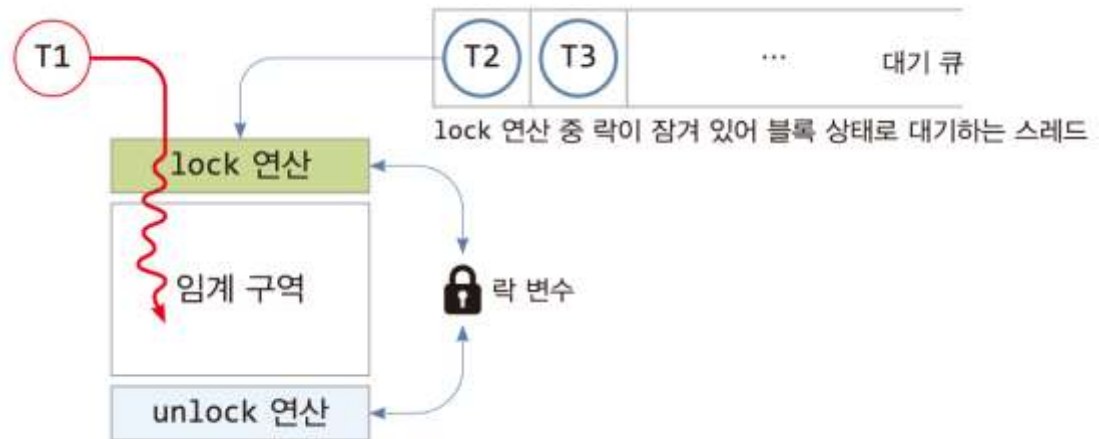 T1
T2
T3
...
대기 큐
lock 연산 중 락이 잠겨 있어 블록 상태로 대기하는 스레드
lock 연산
임계 구역
락 변수
unlock 연산